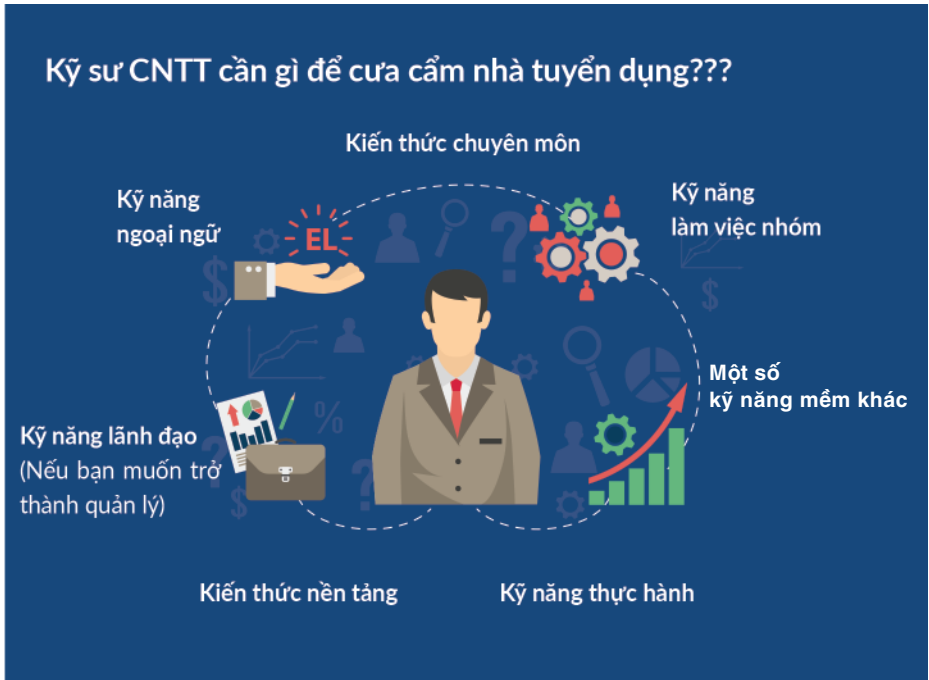 Kỹ sư CNTT cần gì để cưa cẩm nhà tuyển dụng???
Kiến thức chuyên môn
Kỹ năng
ngoại ngữ
EL
Kỹ năng
làm việc nhóm
Một số
kỹ năng mềm khác
Kỹ năng lãnh đạo
(Nếu bạn muốn trở
thành quản lý)
Kiến thức nền tảng
Kỹ năng thực hành